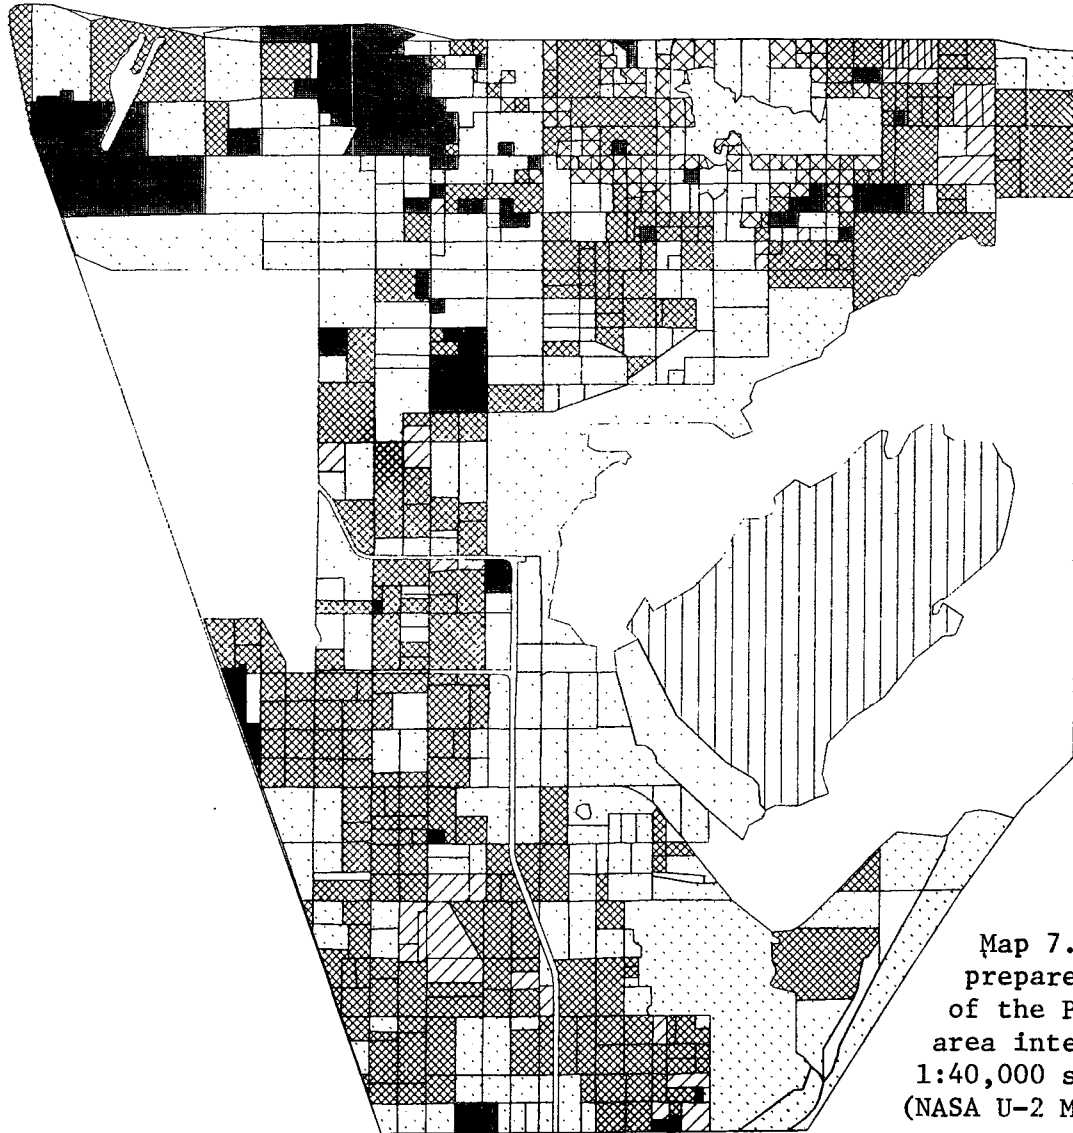 Map 7.
prepare
of the P
area inte
1:40,000 s
(NASA U-2 M